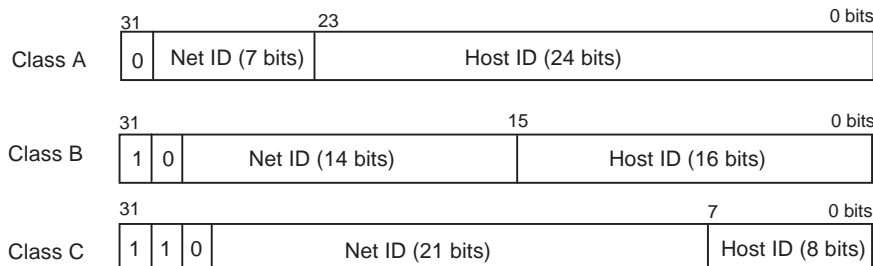 31 23 0 bits
Class A 0 Net ID (7 bits) Host ID (24 bits)
31 15 0 bits
Class B 1 0 Net ID (14 bits) Host ID (16 bits)
31 7 0 bits
Class C 1 1 0 Net ID (21 bits) Host ID (8 bits)